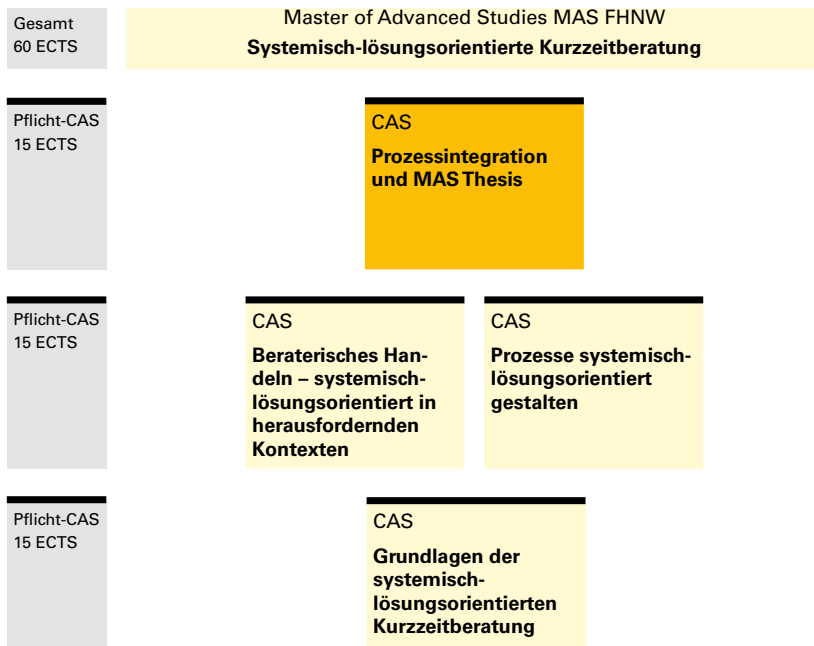 Gesamt
60 ECTS
Master of Advanced Studies MAS FHNW
Systemisch-lösungsorientierte Kurzzeitberatung
Pflicht-CAS
15 ECTS
CAS
Prozessintegration
und MAS Thesis
Pflicht-CAS
15 ECTS
CAS
Beraterisches Han-
deln – systemisch-
lösungsorientiert in
herausfordernden
Kontexten
CAS
Prozesse systemisch-
lösungsorientiert
gestalten
Pflicht-CAS
15 ECTS
CAS
Grundlagen der
systemisch-
lösungsorientierten
Kurzzeitberatung